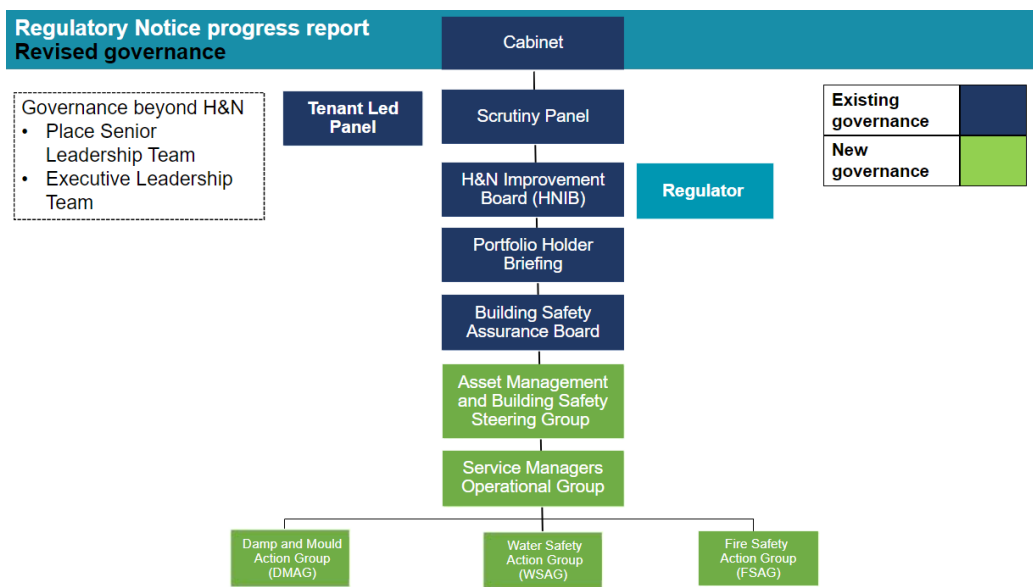 Regulatory Notice progress report
Revised governance
Cabinet
Governance beyond H&N
• Place Senior
Leadership Team
• Executive Leadership
Team
Tenant Led
Panel
Scrutiny Panel
Existing
governance
New
governance
H&N Improvement
Board (HNIB)
Regulator
Portfolio Holder
Briefing
Building Safety
Assurance Board
Asset Management
and Building Safety
Steering Group
Service Managers
Operational Group
Damp and Mould
Action Group
(DMAG)
Water Safety
Action Group
(WSAG)
Fire Safety
Action Group
(FSAG)